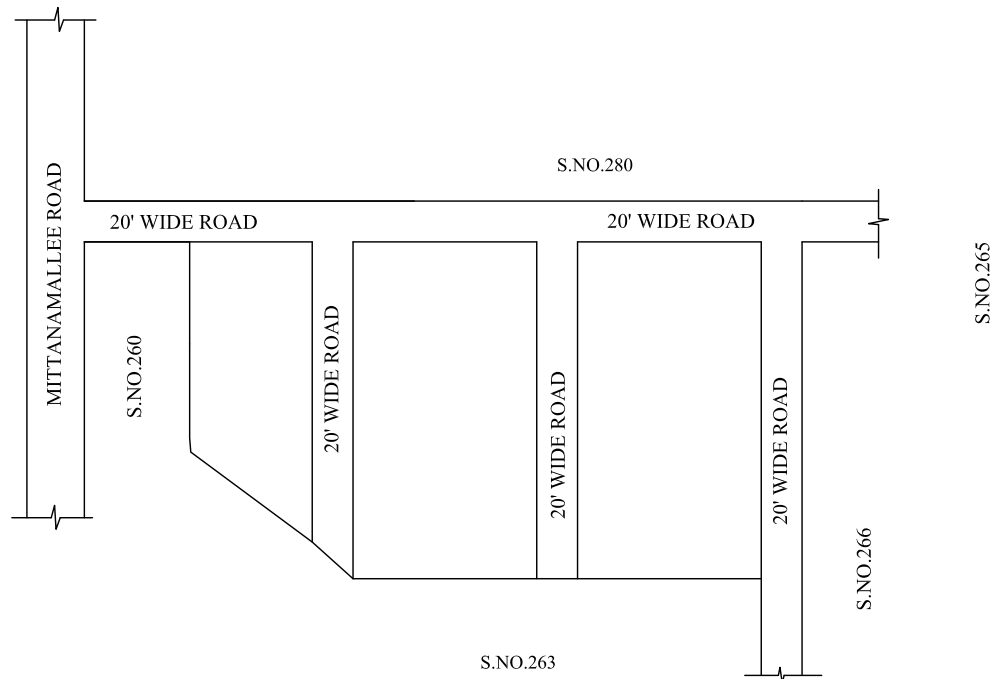 S.NO.280
20' WIDE ROAD
20' WIDE ROAD
MITTANAMALLEE ROAD
S.NO.265
S.NO.260
20' WIDE ROAD
20' WIDE ROAD
20' WIDE ROAD
S.NO.266
S.NO.263